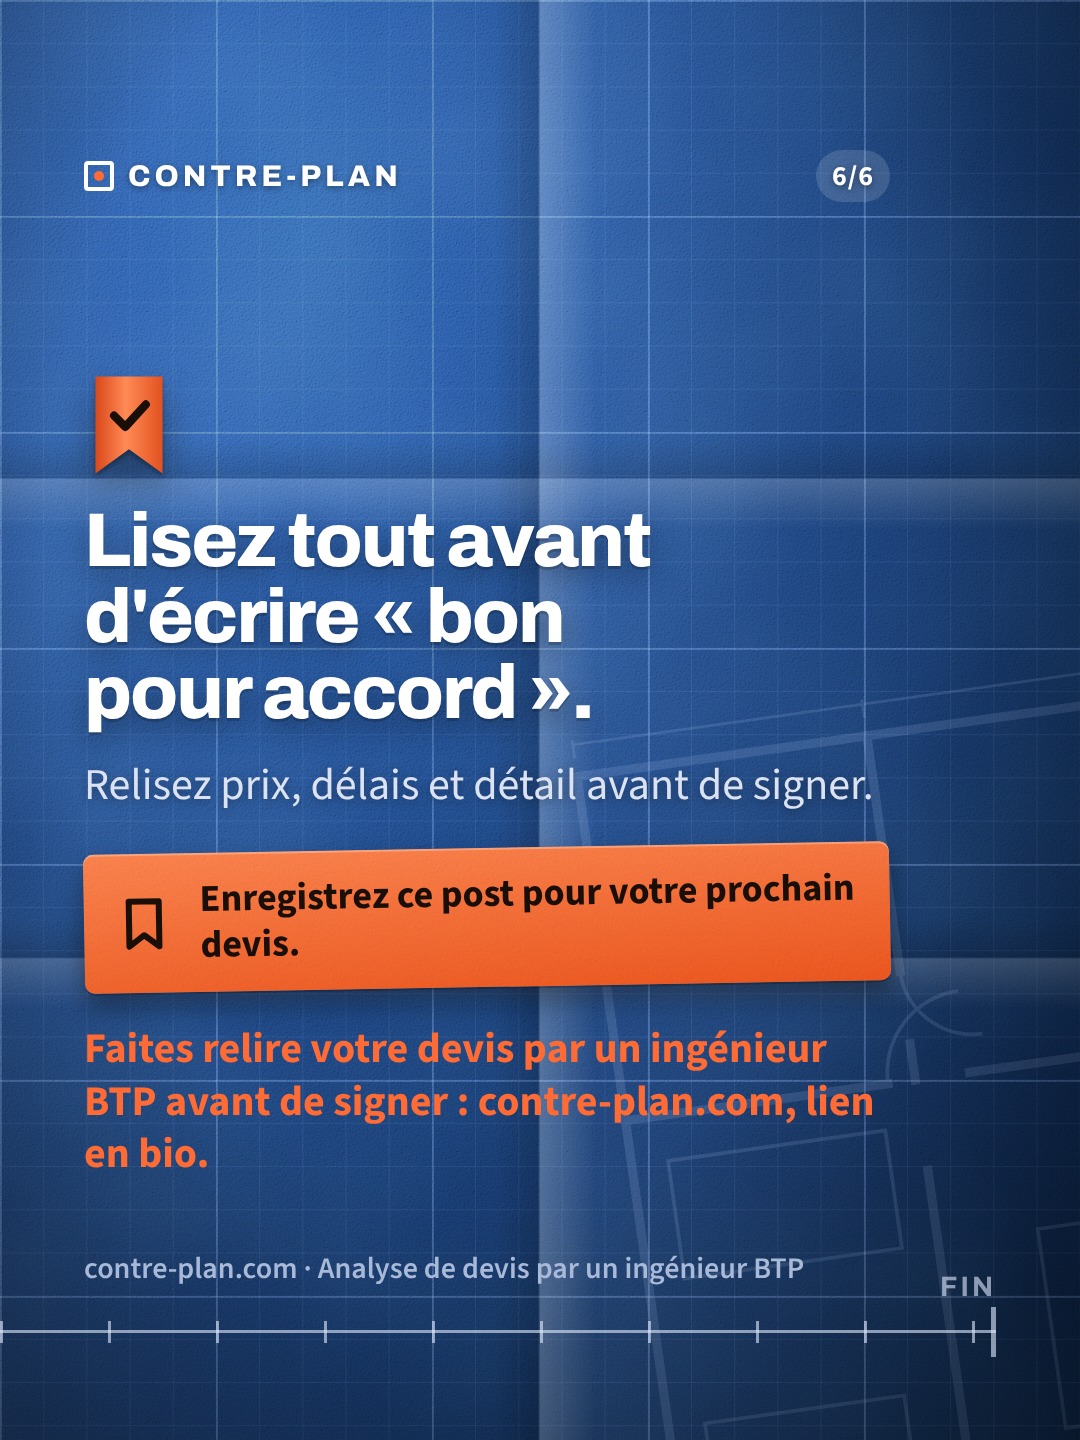 CONTRE-PLAN
6/6
Lisez tout avant
d'écrire « bon
pour accord ».
Relisez prix, délais et détail avant de signer.
Enregistrez ce post pour votre prochain
devis.
Faites relire votre devis par un ingénieur
BTP avant de signer : contre-plan.com, lien
en bio.
contre-plan.com · Analyse de devis par un ingénieur BTP
FIN